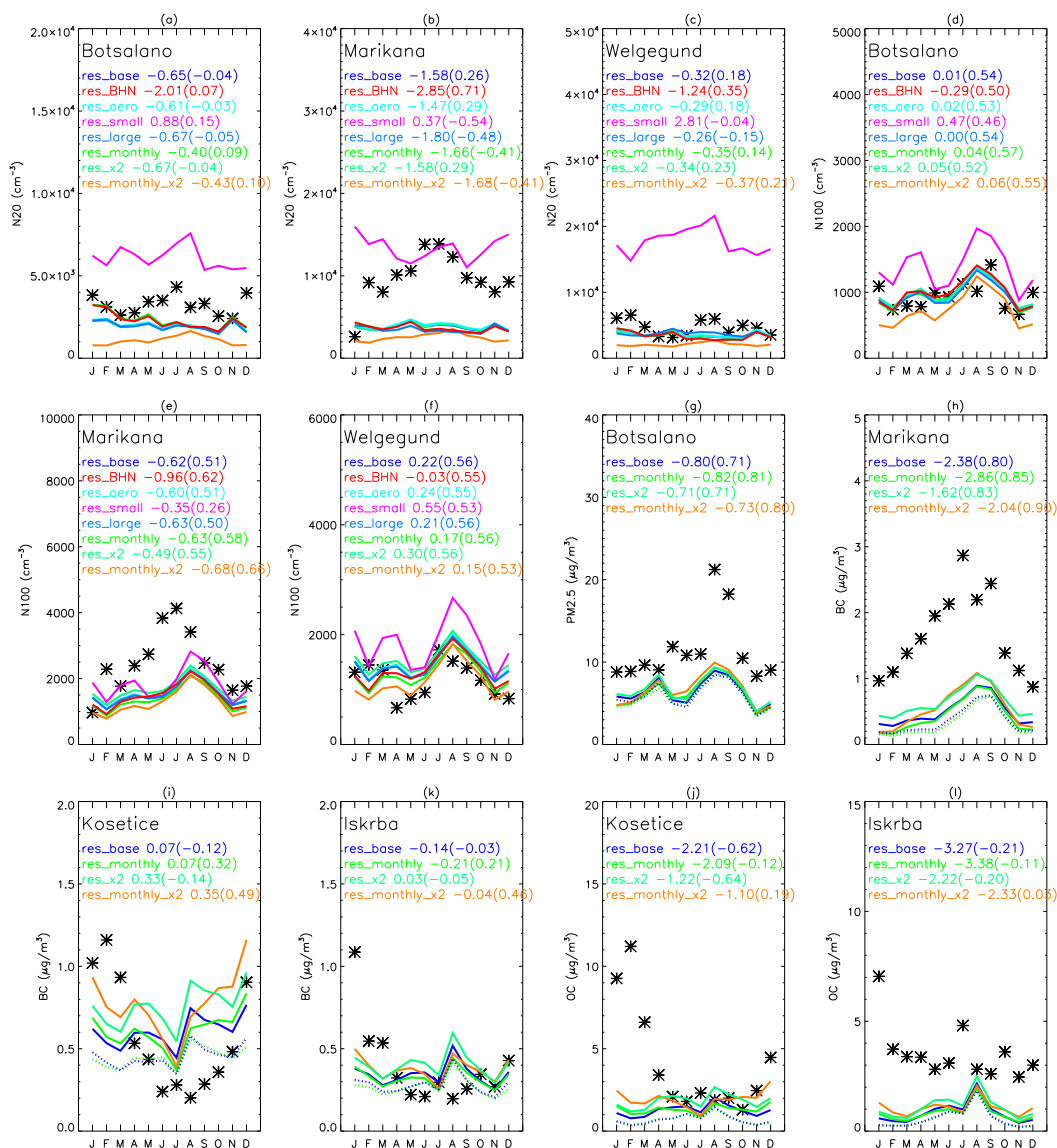 (a)
2.0×10⁴
1.5×10⁴
1.0×10⁴
5.0×10³
0
N20 (cm⁻³)
Botsalano
res_base −0.65(−0.04)
res_BHN −2.01(0.07)
res_aero −0.61(−0.03)
res_small 0.88(0.15)
res_large −0.67(−0.05)
res_monthly −0.40(0.09)
res_x2 −0.67(−0.04)
res_monthly_x2 −0.43(0.10)
J F M A M J J A S O N D
(b)
4×10⁴
3×10⁴
2×10⁴
1×10⁴
0
N20 (cm⁻³)
Marikana
res_base −1.58(0.26)
res_BHN −2.85(0.71)
res_aero −1.47(0.29)
res_small 0.37(−0.54)
res_large −1.80(−0.48)
res_monthly −1.66(−0.41)
res_x2 −1.58(0.29)
res_monthly_x2 −1.68(−0.41)
J F M A M J J A S O N D
(c)
5×10⁴
4×10⁴
3×10⁴
2×10⁴
1×10⁴
0
N20 (cm⁻³)
Welgegund
res_base −0.32(0.18)
res_BHN −1.24(0.35)
res_aero −0.29(0.18)
res_small 2.81(−0.04)
res_large −0.26(−0.15)
res_monthly −0.35(0.14)
res_x2 −0.34(0.23)
res_monthly_x2 −0.37(0.21)
J F M A M J J A S O N D
(d)
5000
4000
3000
2000
1000
0
N100 (cm⁻³)
Botsalano
res_base 0.01(0.54)
res_BHN −0.29(0.50)
res_aero 0.02(0.53)
res_small 0.47(0.46)
res_large 0.00(0.54)
res_monthly 0.04(0.57)
res_x2 0.05(0.52)
res_monthly_x2 0.06(0.55)
J F M A M J J A S O N D
(e)
10000
8000
6000
4000
2000
0
N100 (cm⁻³)
Marikana
res_base −0.62(0.51)
res_BHN −0.96(0.62)
res_aero −0.60(0.51)
res_small −0.35(0.26)
res_large −0.63(0.50)
res_monthly −0.63(0.58)
res_x2 −0.49(0.55)
res_monthly_x2 −0.68(0.66)
J F M A M J J A S O N D
(f)
6000
4000
2000
0
N100 (cm⁻³)
Welgegund
res_base 0.22(0.56)
res_BHN −0.03(0.55)
res_aero 0.24(0.55)
res_small 0.55(0.53)
res_large 0.21(0.56)
res_monthly 0.17(0.56)
res_x2 0.30(0.56)
res_monthly_x2 0.15(0.53)
J F M A M J J A S O N D
(g)
40
30
20
10
0
PM2.5 (μg/m³)
Botsalano
res_base −0.80(0.71)
res_monthly −0.82(0.81)
res_x2 −0.71(0.71)
res_monthly_x2 −0.73(0.80)
J F M A M J J A S O N D
(h)
5
4
3
2
1
0
BC (μg/m³)
Marikana
res_base −2.38(0.80)
res_monthly −2.86(0.85)
res_x2 −1.62(0.83)
res_monthly_x2 −2.04(0.90)
J F M A M J J A S O N D
(i)
2.0
1.5
1.0
0.5
0.0
BC (μg/m³)
Kosetice
res_base 0.07(−0.12)
res_monthly 0.07(0.32)
res_x2 0.33(−0.14)
res_monthly_x2 0.35(0.49)
J F M A M J J A S O N D
(k)
2.0
1.5
1.0
0.5
0.0
BC (μg/m³)
Iskrba
res_base −0.14(−0.03)
res_monthly −0.21(0.21)
res_x2 0.03(−0.05)
res_monthly_x2 −0.04(0.46)
J F M A M J J A S O N D
(j)
20
15
10
5
0
OC (μg/m³)
Kosetice
res_base −2.21(−0.62)
res_monthly −2.09(−0.12)
res_x2 −1.22(−0.64)
res_monthly_x2 −1.10(0.19)
J F M A M J J A S O N D
(l)
15
10
5
0
OC (μg/m³)
Iskrba
res_base −3.27(−0.21)
res_monthly −3.38(−0.11)
res_x2 −2.22(−0.20)
res_monthly_x2 −2.33(0.03)
J F M A M J J A S O N D